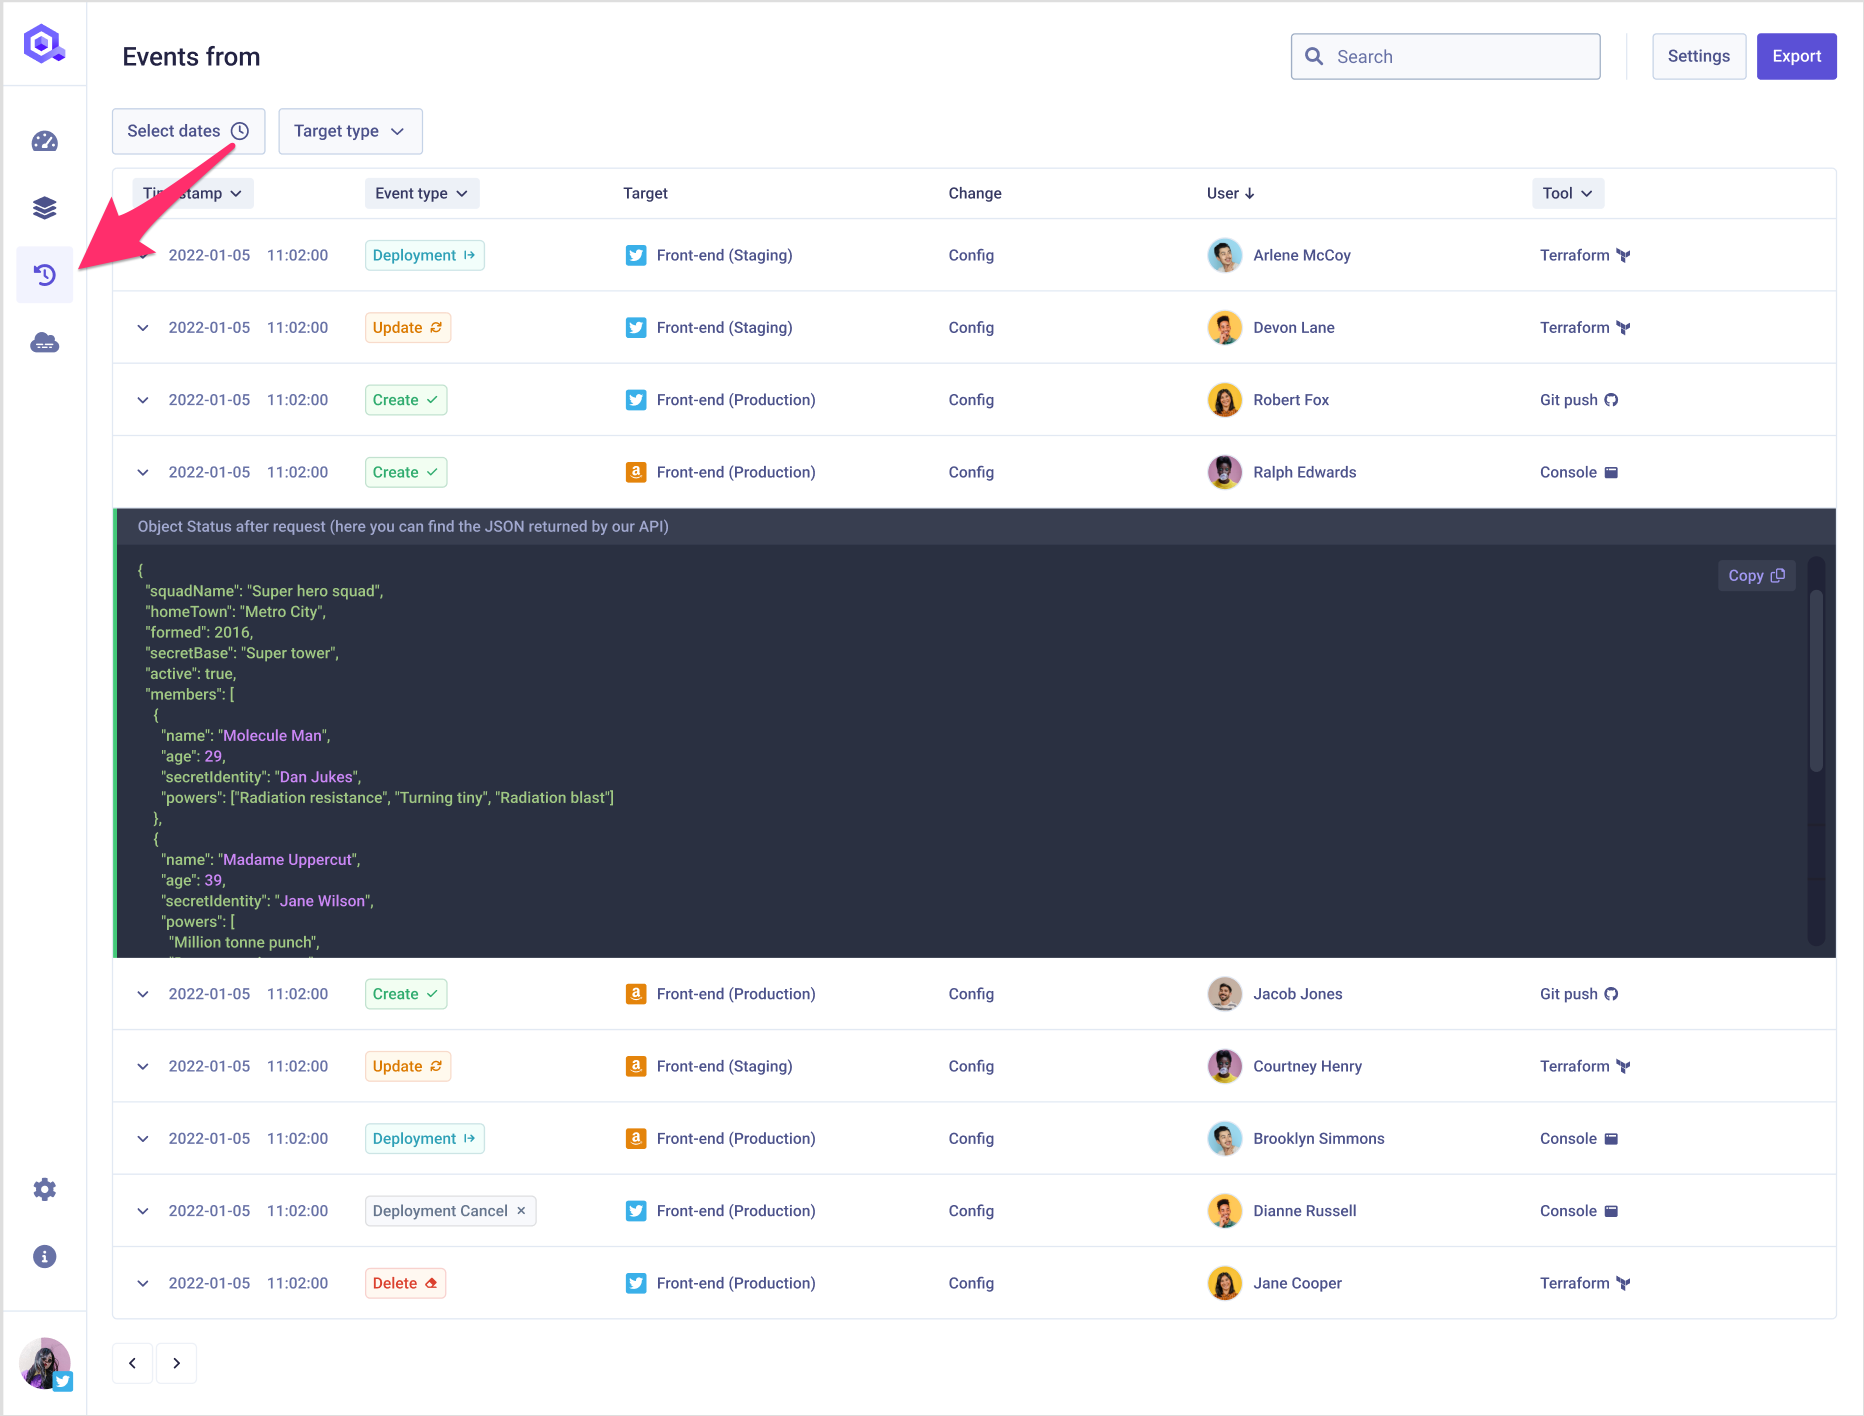 Events from
Search
Settings
Export
Select dates
Target type
Timestamp
Event type
Target
Change
User
Tool
2022-01-05 11:02:00 Deployment Front-end (Staging) Config Arlene McCoy Terraform
2022-01-05 11:02:00 Update Front-end (Staging) Config Devon Lane Terraform
2022-01-05 11:02:00 Create Front-end (Production) Config Robert Fox Git push
2022-01-05 11:02:00 Create Front-end (Production) Config Ralph Edwards Console
Object Status after request (here you can find the JSON returned by our API)
Copy
{
"squadName": "Super hero squad",
"homeTown": "Metro City",
"formed": 2016,
"secretBase": "Super tower",
"active": true,
"members": [
{
"name": "Molecule Man",
"age": 29,
"secretIdentity": "Dan Jukes",
"powers": ["Radiation resistance", "Turning tiny", "Radiation blast"]
},
{
"name": "Madame Uppercut",
"age": 39,
"secretIdentity": "Jane Wilson",
"powers": [
"Million tonne punch",
2022-01-05 11:02:00 Create Front-end (Production) Config Jacob Jones Git push
2022-01-05 11:02:00 Update Front-end (Staging) Config Courtney Henry Terraform
2022-01-05 11:02:00 Deployment Front-end (Production) Config Brooklyn Simmons Console
2022-01-05 11:02:00 Deployment Cancel Front-end (Production) Config Dianne Russell Console
2022-01-05 11:02:00 Delete Front-end (Production) Config Jane Cooper Terraform